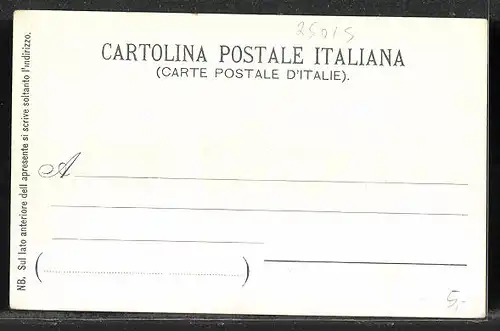 25015
CARTOLINA POSTALE ITALIANA
(CARTE POSTALE D'ITALIE).
NB. Sul lato anteriore dell apresente si scrive soltanto l'indirizzo.
A
(                    )
5,-